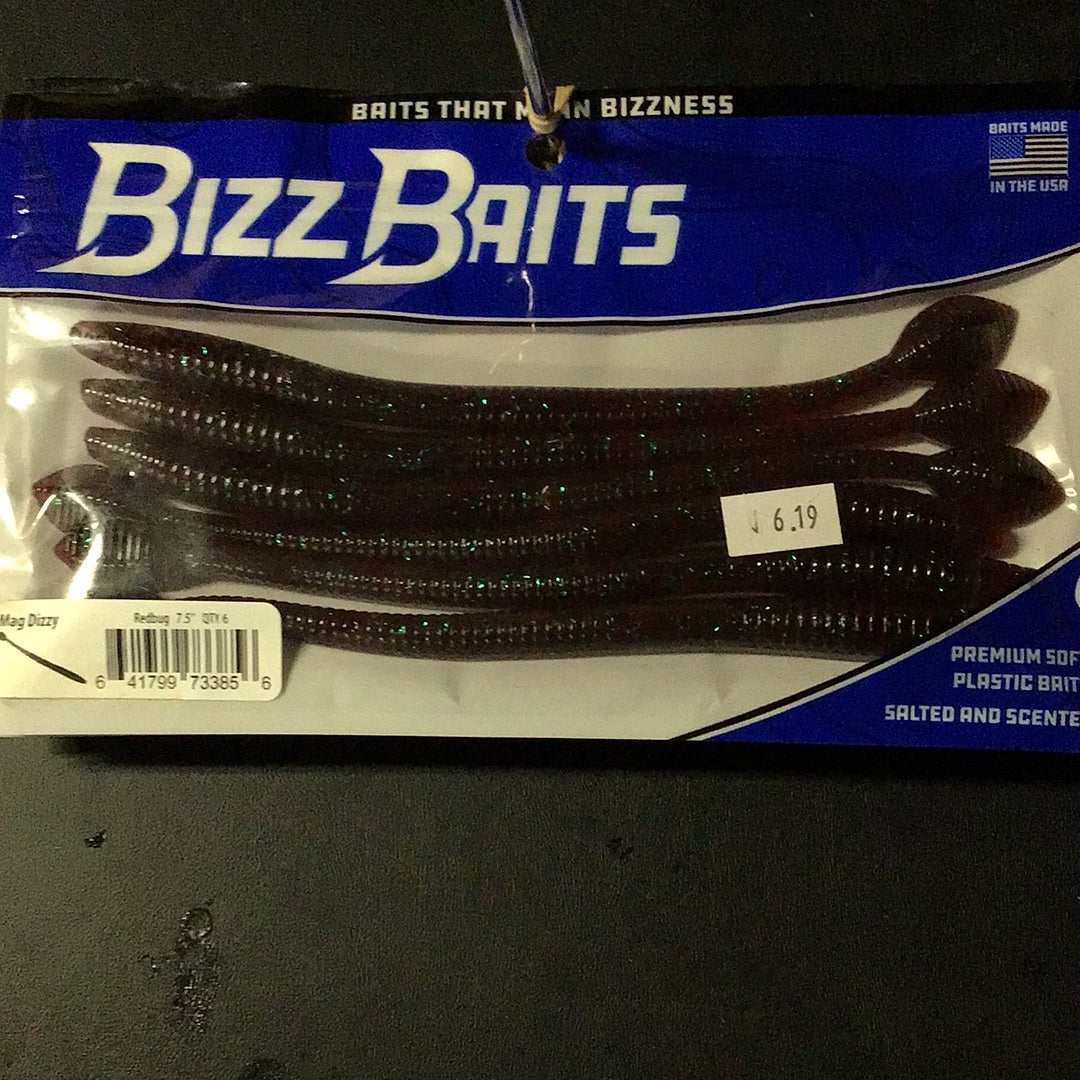 BAITS THAT M AN BIZZNESS
BAITS MADE
IN THE USA
BIZZ BAITS
6.19
Mag Dizzy
Redbug 7.5" QTY 6
6 41799 73385 6
PREMIUM SOF
PLASTIC BAIT
SALTED AND SCENTE